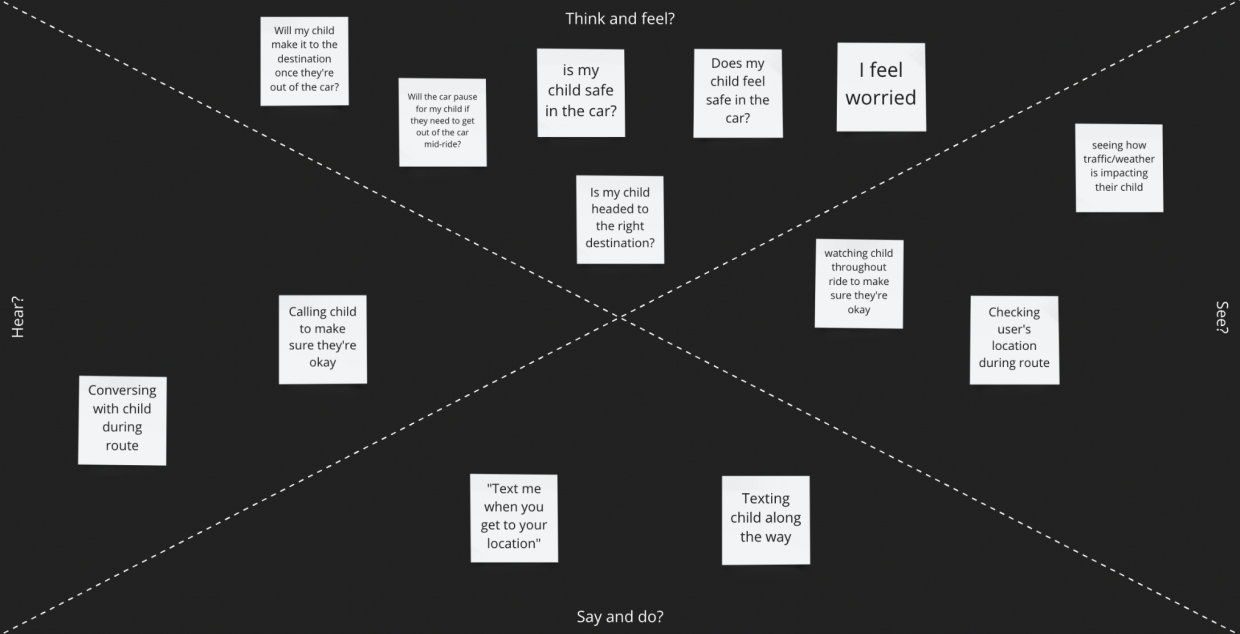 Think and feel?
Will my child
make it to the
destination
once they're
out of the car?
Will the car pause
for my child if
they need to get
out of the car
mid-ride?
is my
child safe
in the car?
Does my
child feel
safe in the
car?
I feel
worried
Is my child
headed to
the right
destination?
seeing how
traffic/weather
is impacting
their child
watching child
throughout
ride to make
sure they're
okay
Checking
user's
location
during route
See?
Hear?
Calling child
to make
sure they're
okay
Conversing
with child
during
route
"Text me
when you
get to your
location"
Texting
child along
the way
Say and do?